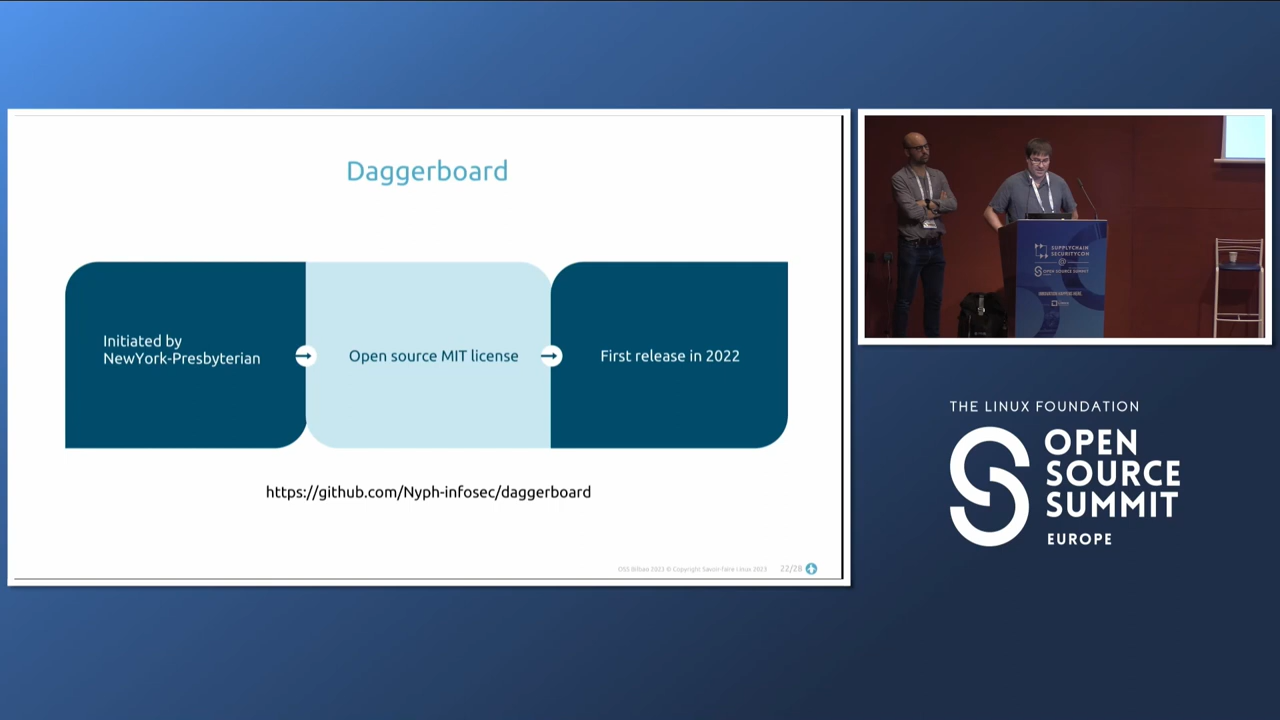 Daggerboard
Initiated by
NewYork-Presbyterian
Open source MIT license
First release in 2022
https://github.com/Nyph-infosec/daggerboard
OSS Bilbao 2023 © Copyright Savoir-faire Linux 2023
22/28
SUPPLYCHAIN
SECURITYCON
@
OPEN SOURCE SUMMIT
THE LINUX FOUNDATION
OPEN
SOURCE
SUMMIT
EUROPE